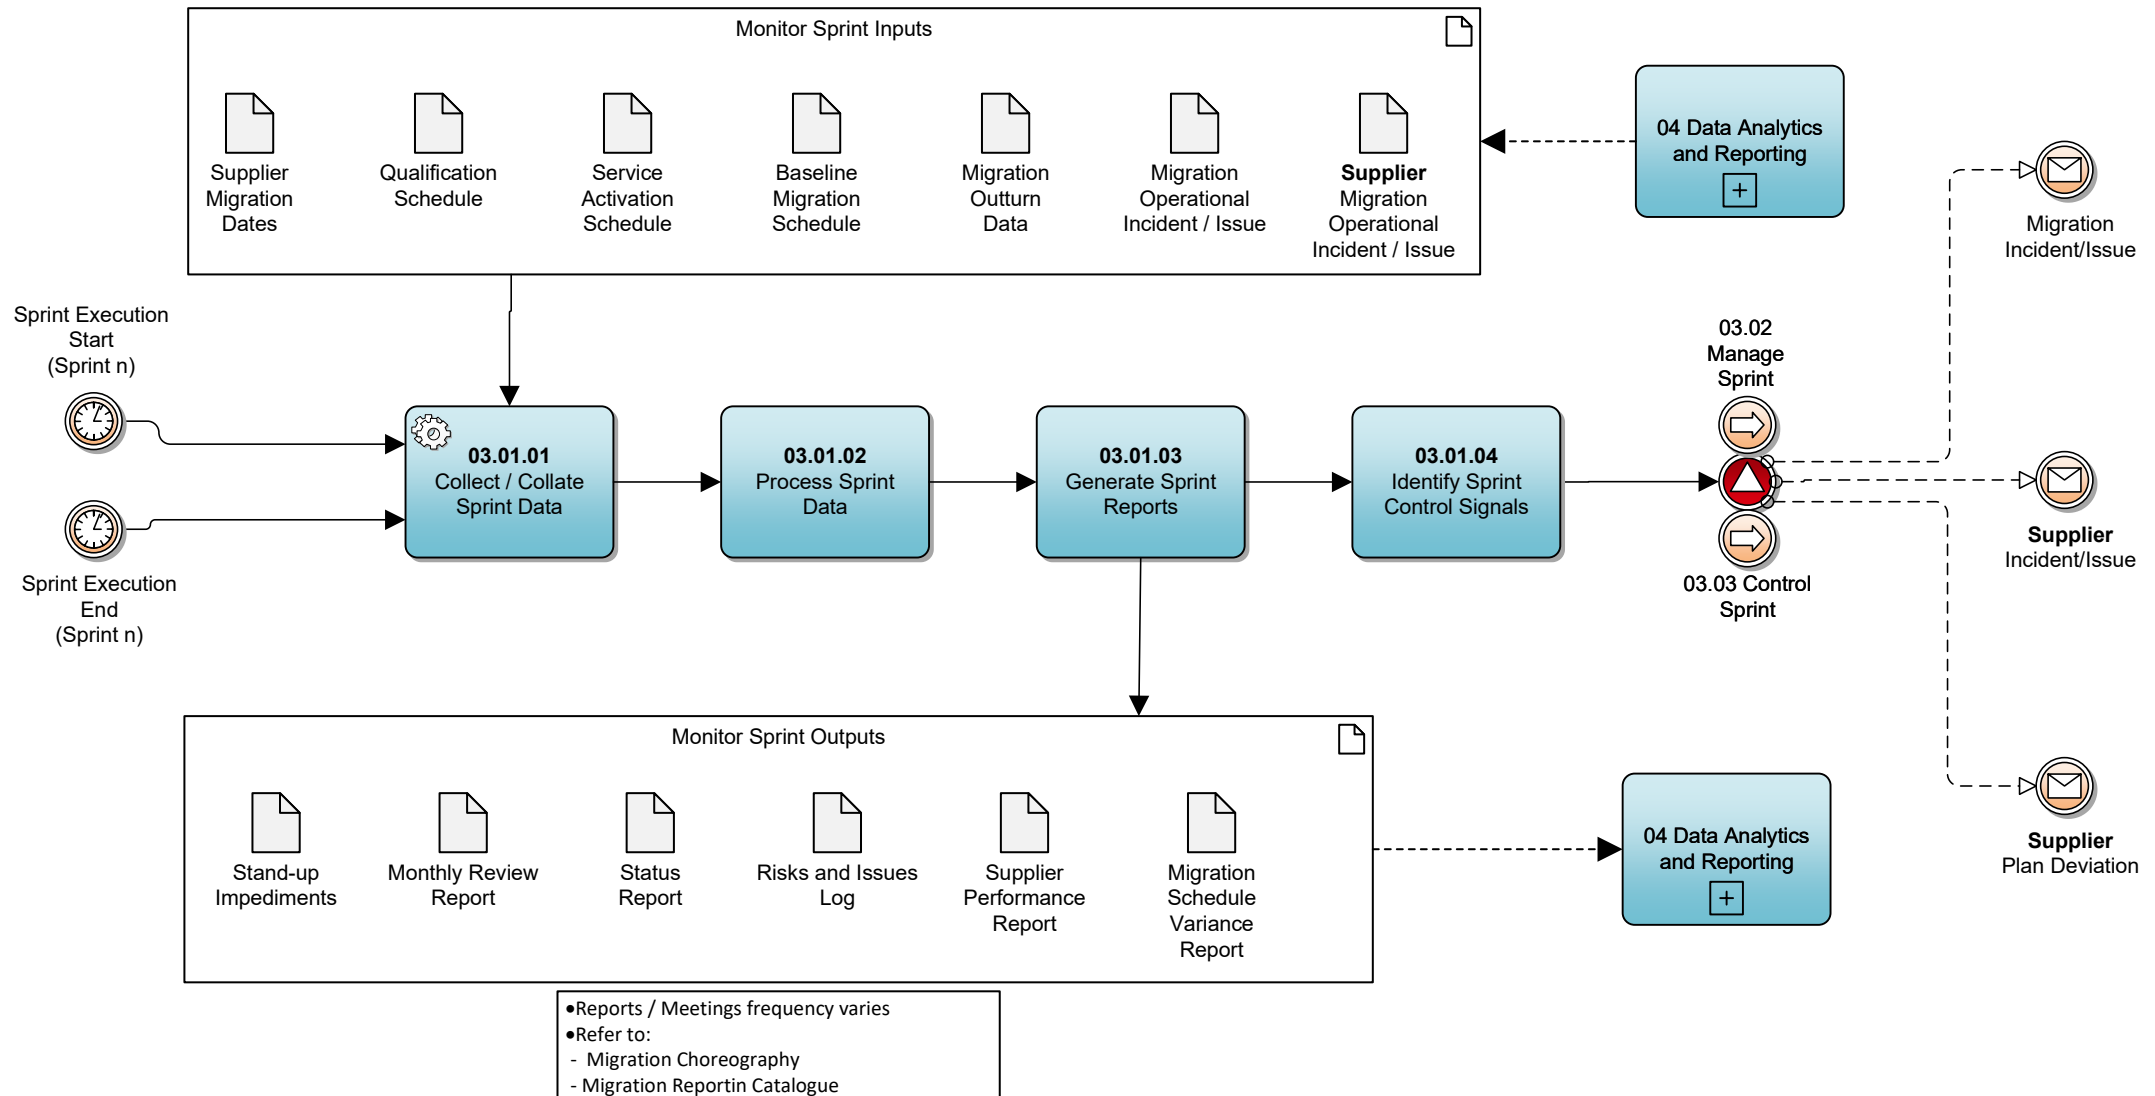 Monitor Sprint Inputs
Supplier
Migration
Dates
Qualification
Schedule
Service
Activation
Schedule
Baseline
Migration
Schedule
Migration
Outturn
Data
Migration
Operational
Incident / Issue
Supplier
Migration
Operational
Incident / Issue
04 Data Analytics
and Reporting
Migration
Incident/Issue
Sprint Execution
Start
(Sprint n)
Sprint Execution
End
(Sprint n)
03.01.01
Collect / Collate
Sprint Data
03.01.02
Process Sprint
Data
03.01.03
Generate Sprint
Reports
03.01.04
Identify Sprint
Control Signals
03.02
Manage
Sprint
03.03 Control
Sprint
Supplier
Incident/Issue
Monitor Sprint Outputs
Stand-up
Impediments
Monthly Review
Report
Status
Report
Risks and Issues
Log
Supplier
Performance
Report
Migration
Schedule
Variance
Report
04 Data Analytics
and Reporting
Supplier
Plan Deviation
•Reports / Meetings frequency varies
•Refer to:
- Migration Choreography
- Migration Reportin Catalogue